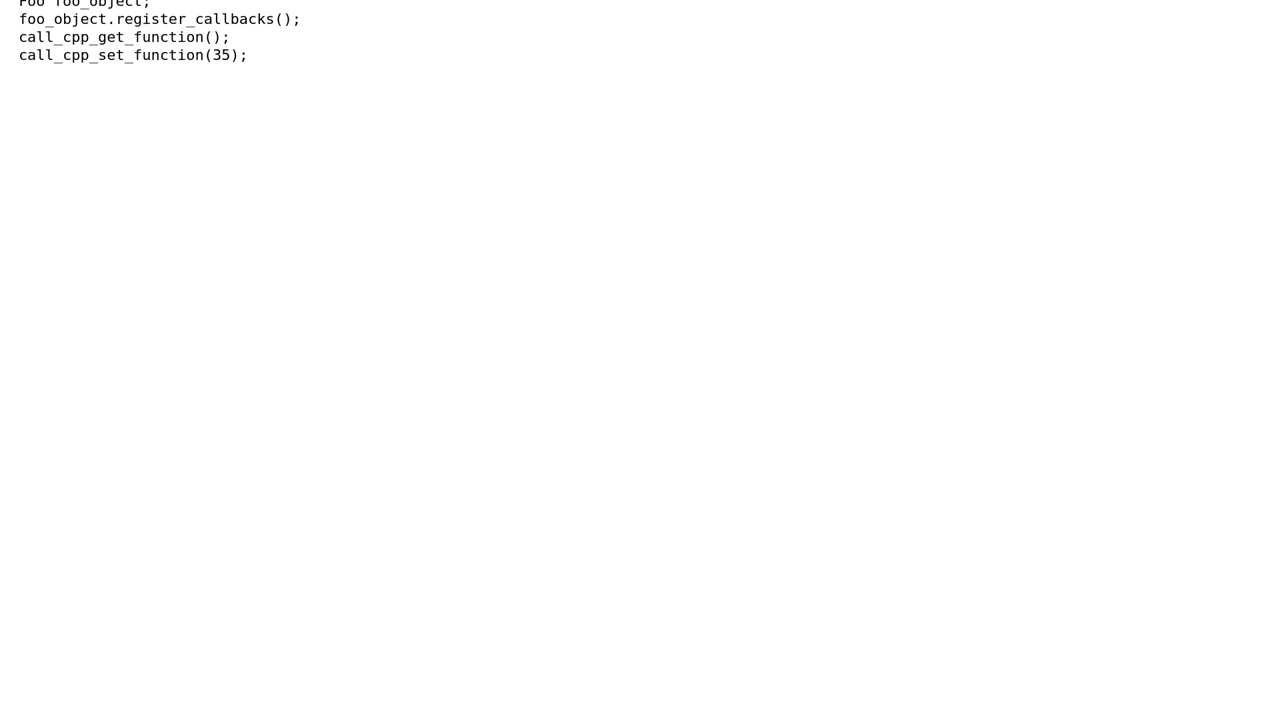 Foo foo_object;
foo_object.register_callbacks();
call_cpp_get_function();
call_cpp_set_function(35);